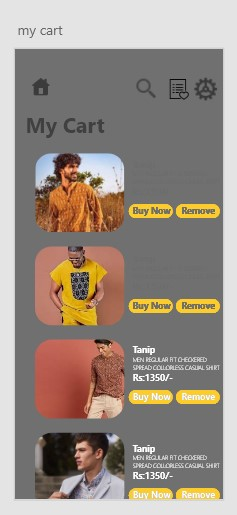 my cart
My Cart
Buy Now Remove
Buy Now Remove
Tanip
MEN REGULAR FIT CHECKERED
SPREAD COLLORLESS CASUAL SHIRT
Rs:1350/-
Buy Now Remove
Tanip
MEN REGULAR FIT CHECKERED
SPREAD COLLORLESS CASUAL SHIRT
Rs:1350/-
Buy Now Remove